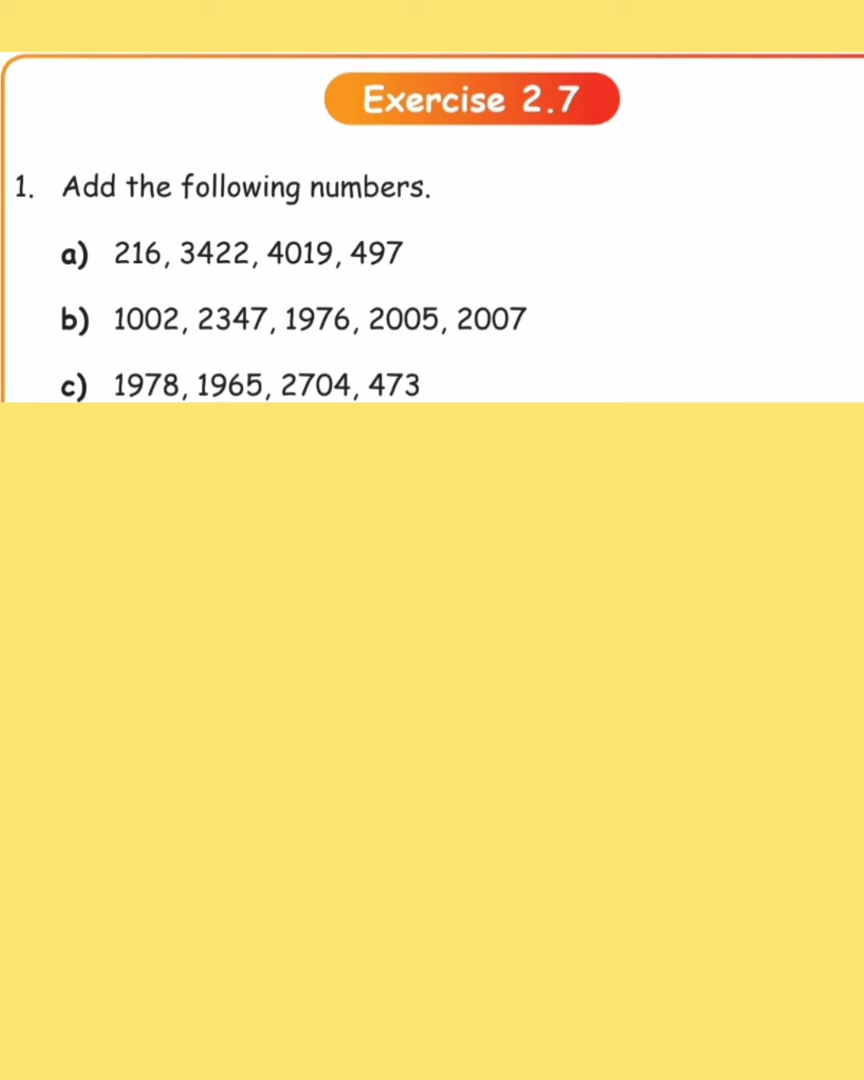 Exercise 2.7
1. Add the following numbers.
a) 216, 3422, 4019, 497
b) 1002, 2347, 1976, 2005, 2007
c) 1978, 1965, 2704, 473